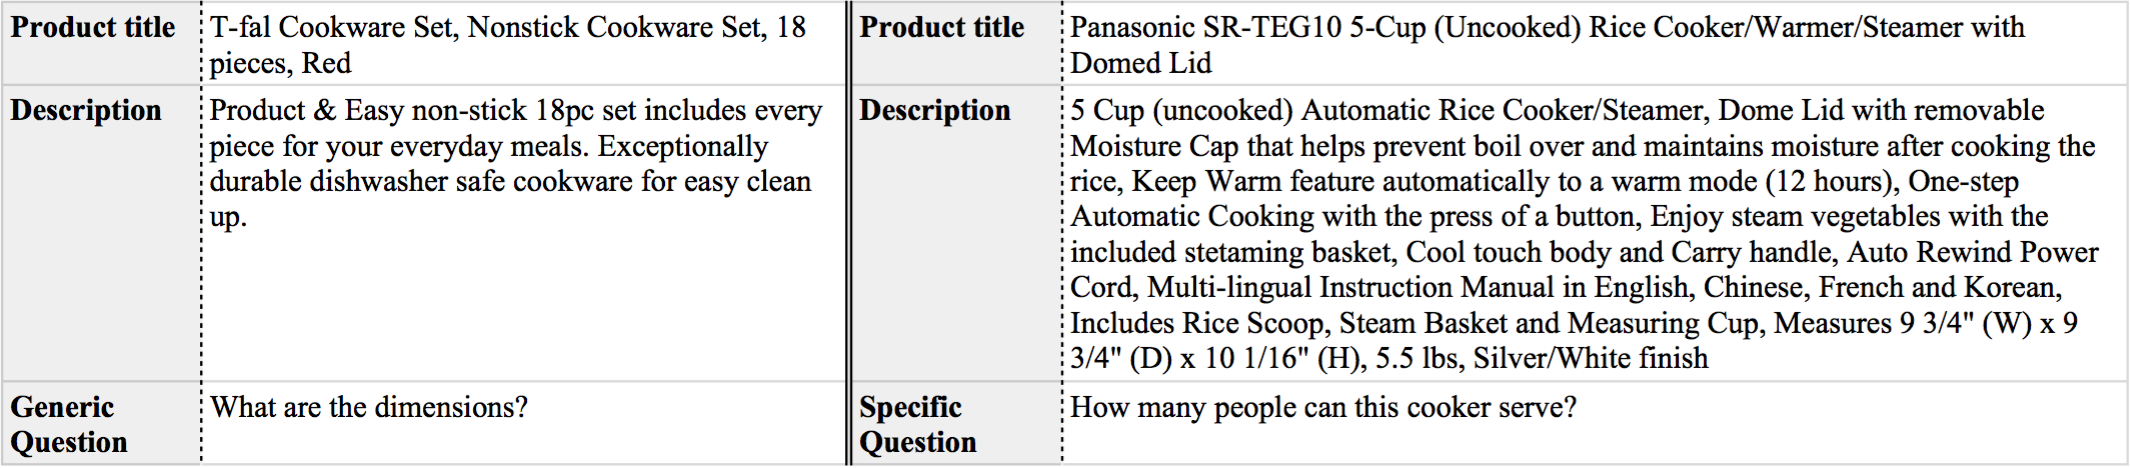 Product title
T-fal Cookware Set, Nonstick Cookware Set, 18
pieces, Red
Description
Product & Easy non-stick 18pc set includes every
piece for your everyday meals. Exceptionally
durable dishwasher safe cookware for easy clean
up.
Generic
Question
What are the dimensions?
Product title
Panasonic SR-TEG10 5-Cup (Uncooked) Rice Cooker/Warmer/Steamer with
Domed Lid
Description
5 Cup (uncooked) Automatic Rice Cooker/Steamer, Dome Lid with removable
Moisture Cap that helps prevent boil over and maintains moisture after cooking the
rice, Keep Warm feature automatically to a warm mode (12 hours), One-step
Automatic Cooking with the press of a button, Enjoy steam vegetables with the
included stetaming basket, Cool touch body and Carry handle, Auto Rewind Power
Cord, Multi-lingual Instruction Manual in English, Chinese, French and Korean,
Includes Rice Scoop, Steam Basket and Measuring Cup, Measures 9 3/4" (W) x 9
3/4" (D) x 10 1/16" (H), 5.5 lbs, Silver/White finish
Specific
Question
How many people can this cooker serve?